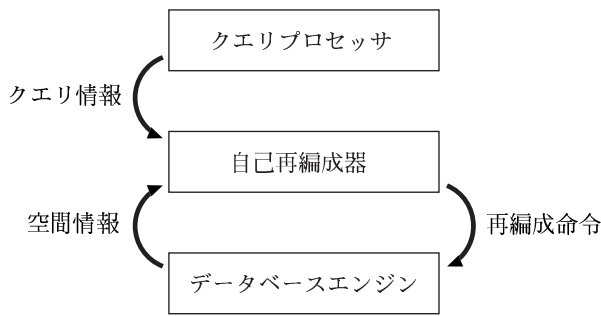 クエリプロセッサ
クエリ情報
自己再編成器
空間情報
再編成命令
データベースエンジン